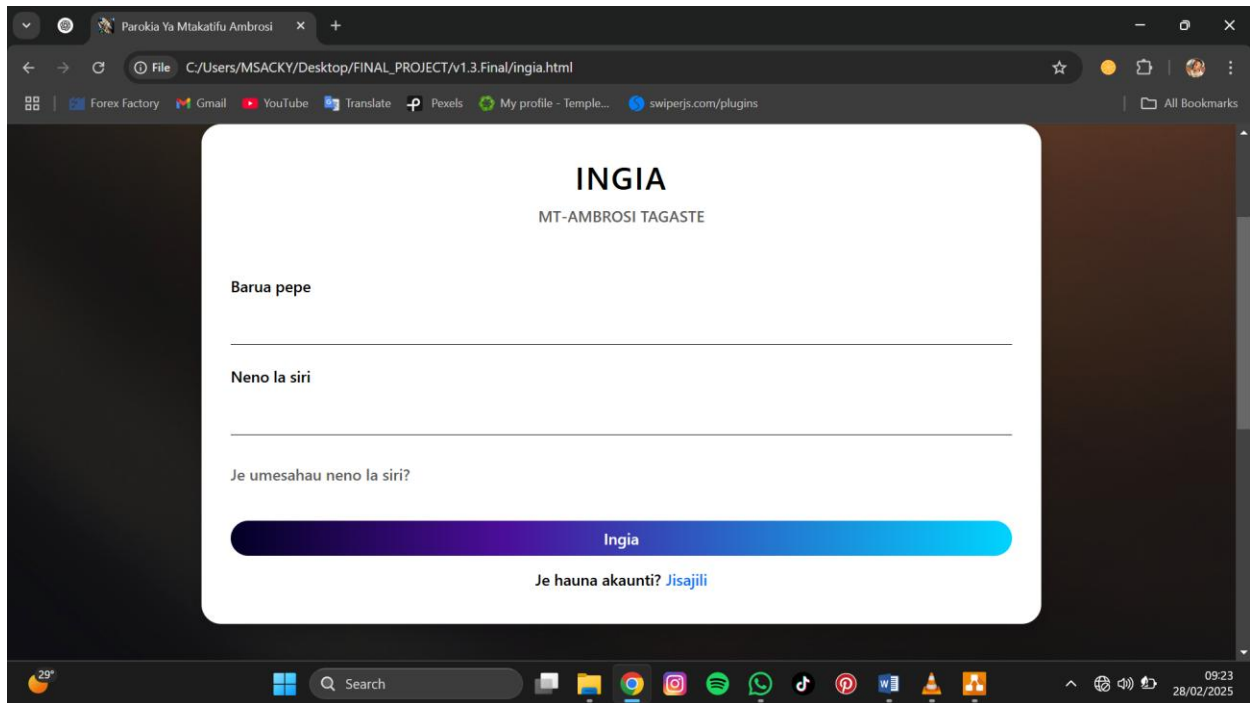 Parokia Ya Mtakatifu Ambrosi
File C:/Users/MSACKY/Desktop/FINAL_PROJECT/v1.3.Final/ingia.html
Forex Factory Gmail YouTube Translate Pexels My profile - Temple... swiperjs.com/plugins All Bookmarks
INGIA
MT-AMBROSI TAGASTE
Barua pepe
Neno la siri
Je umesahau neno la siri?
Ingia
Je hauna akaunti? Jisajili
29° Search 09:23
28/02/2025